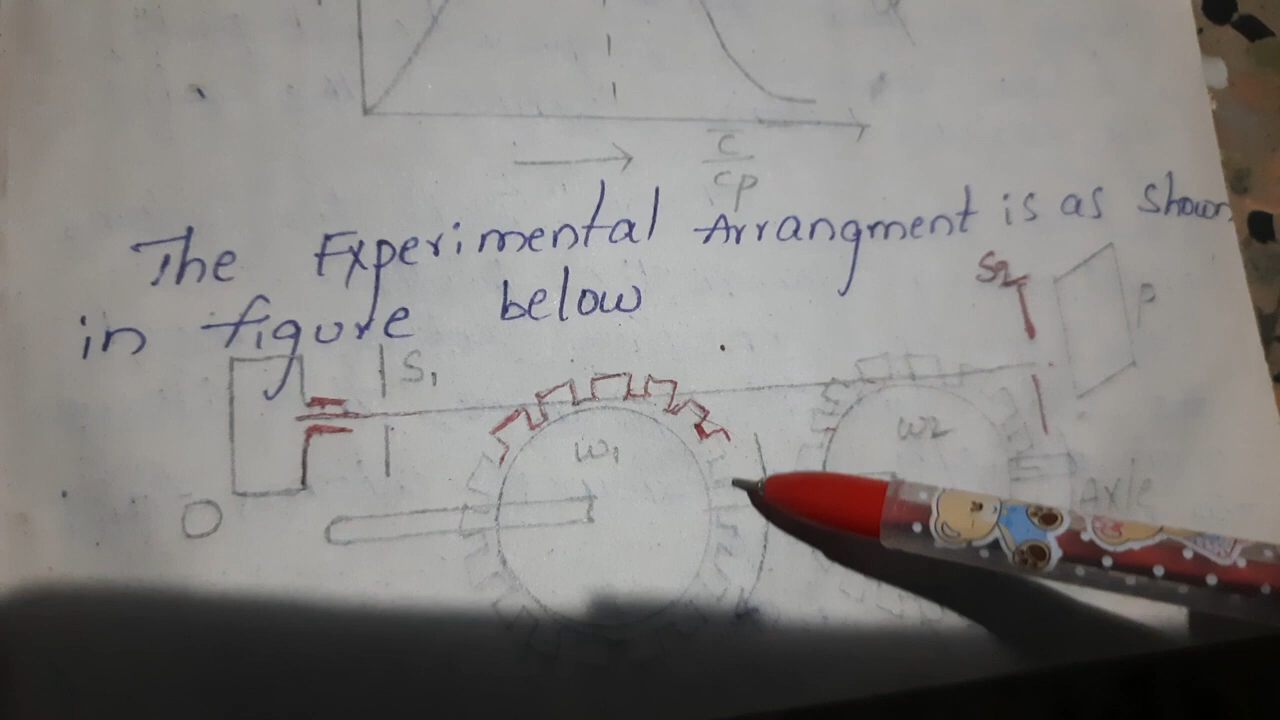 c
cp
The Experimental Arrangment is as shown
in figure below
S2
P
S1
W1
W2
O
Axle